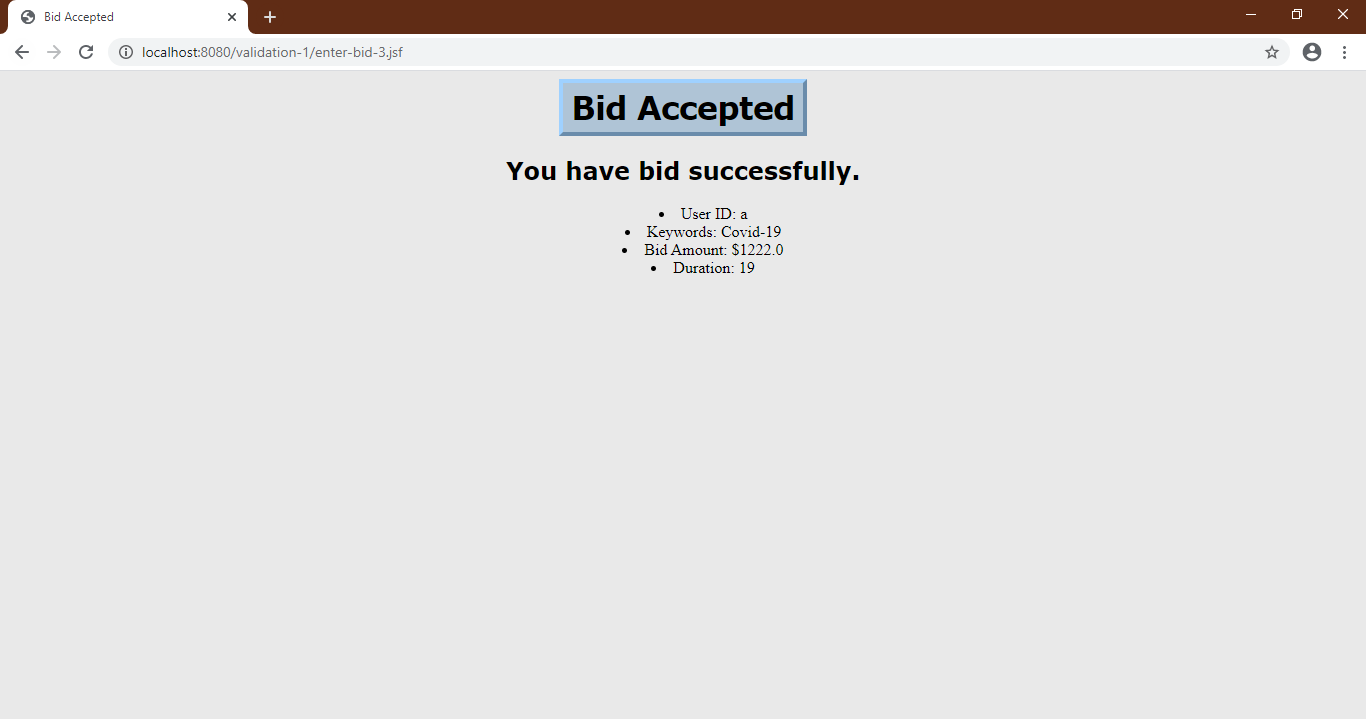 Bid Accepted
localhost:8080/validation-1/enter-bid-3.jsf
Bid Accepted
You have bid successfully.
• User ID: a
• Keywords: Covid-19
• Bid Amount: $1222.0
• Duration: 19